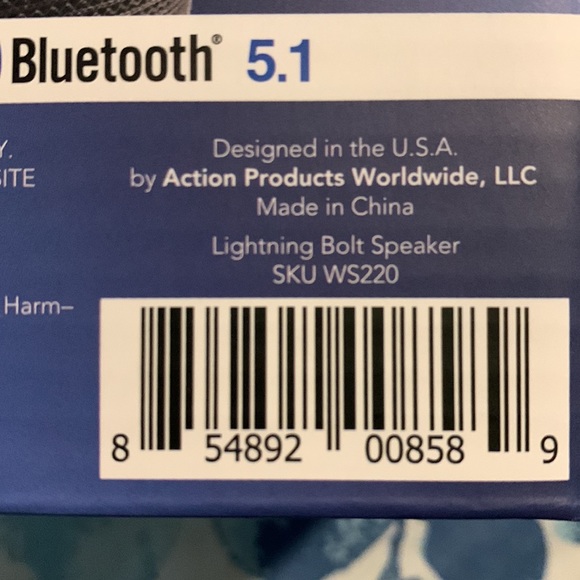 Bluetooth® 5.1
Y.
SITE
Designed in the U.S.A.
by Action Products Worldwide, LLC
Made in China
Lightning Bolt Speaker
SKU WS220
Harm–
8 54892 00858 9